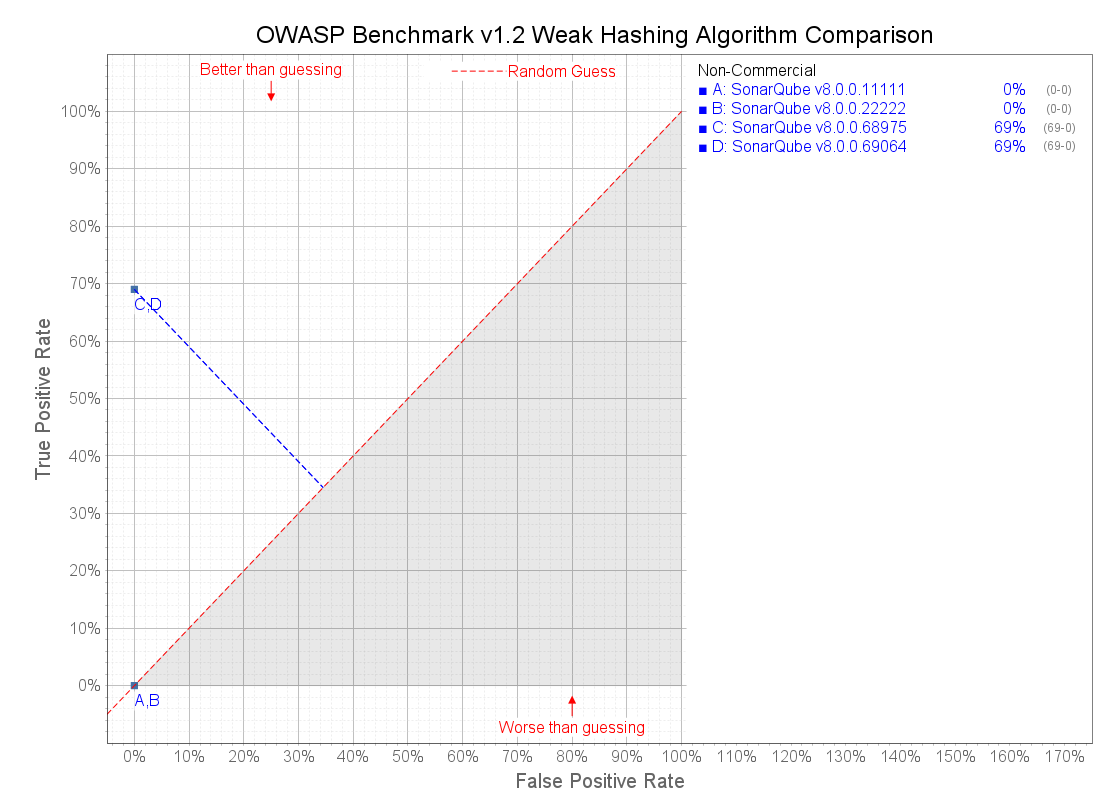 OWASP Benchmark v1.2 Weak Hashing Algorithm Comparison
Better than guessing
Random Guess
Non-Commercial
A: SonarQube v8.0.0.11111 0% (0-0)
B: SonarQube v8.0.0.22222 0% (0-0)
C: SonarQube v8.0.0.68975 69% (69-0)
D: SonarQube v8.0.0.69064 69% (69-0)
100%
90%
80%
70%
60%
50%
40%
30%
20%
10%
0%
True Positive Rate
C,D
A,B
Worse than guessing
0% 10% 20% 30% 40% 50% 60% 70% 80% 90% 100% 110% 120% 130% 140% 150% 160% 170%
False Positive Rate